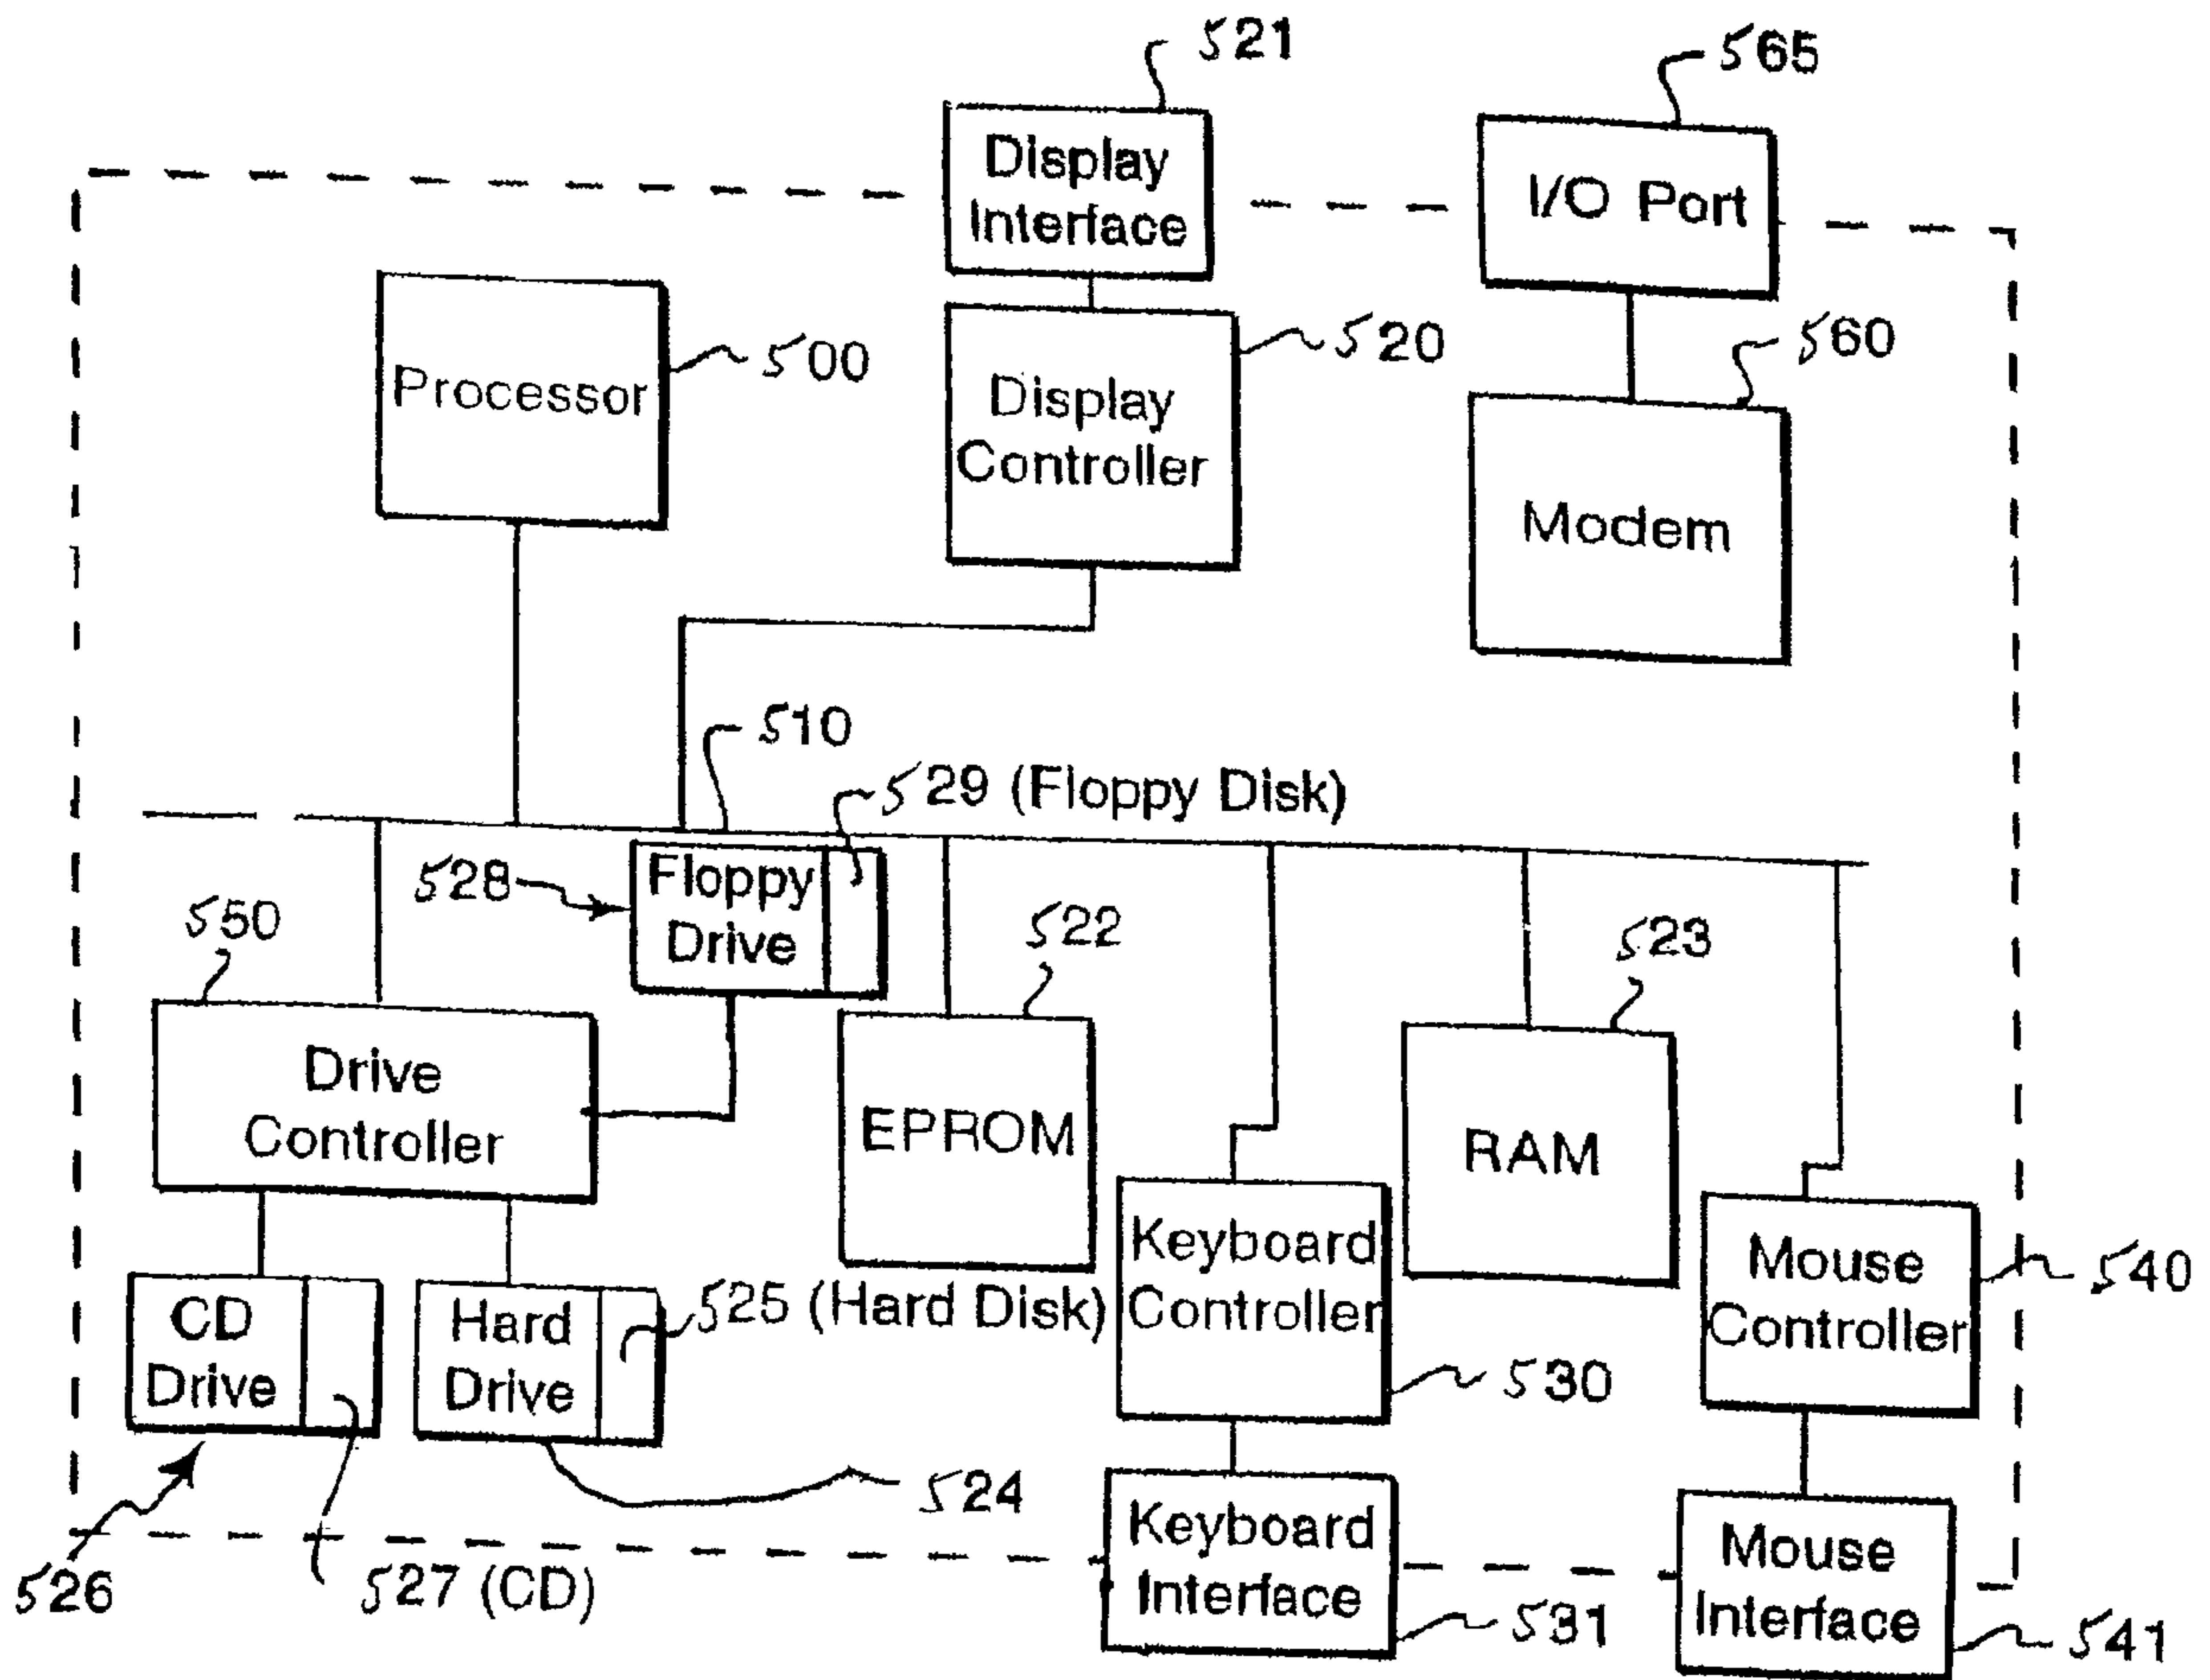 521
565
Display
Interface
I/O Port
Processor
500
Display
Controller
520
560
Modem
510
529 (Floppy Disk)
528
Floppy
Drive
550
522
523
Drive
Controller
EPROM
RAM
Keyboard
Controller
530
Mouse
Controller
540
CD
Drive
Hard
Drive
525 (Hard Disk)
524
526
527 (CD)
Keyboard
Interface
531
Mouse
Interface
541